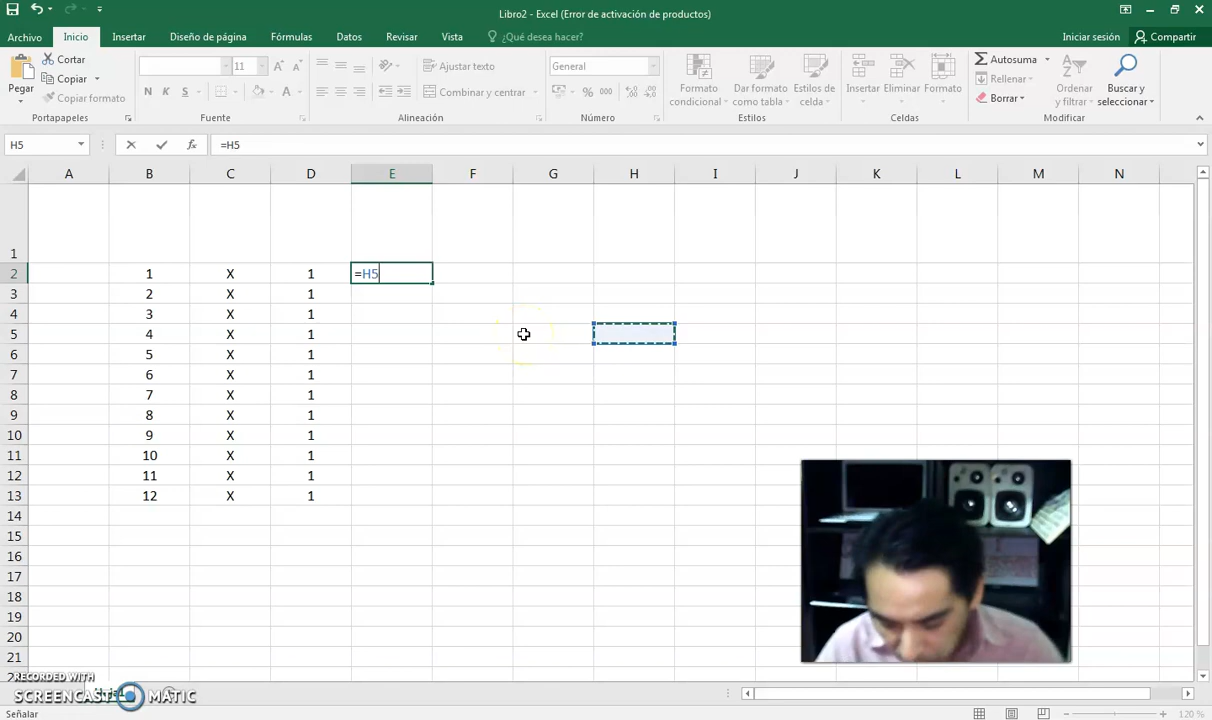 Libro2 - Excel (Error de activación de productos)
Archivo Inicio Insertar Diseño de página Fórmulas Datos Revisar Vista ¿Qué desea hacer? Iniciar sesión Compartir
Pegar Cortar Copiar Copiar formato
Portapapeles
11
N K S A
Fuente
Ajustar texto
Combinar y centrar
Alineación
General
% 000
Número
Formato condicional
Dar formato como tabla
Estilos de celda
Estilos
Insertar Eliminar Formato
Celdas
Autosuma
Rellenar
Borrar
Ordenar y filtrar
Buscar y seleccionar
Modificar
H5 fx =H5
A B C D E F G H I J K L M N
1
2 1 X 1 =H5
3 2 X 1
4 3 X 1
5 4 X 1
6 5 X 1
7 6 X 1
8 7 X 1
9 8 X 1
10 9 X 1
11 10 X 1
12 11 X 1
13 12 X 1
14
15
16
17
18
19
20
21
RECORDED WITH
SCREENCAST MATIC
Señalar 120 %